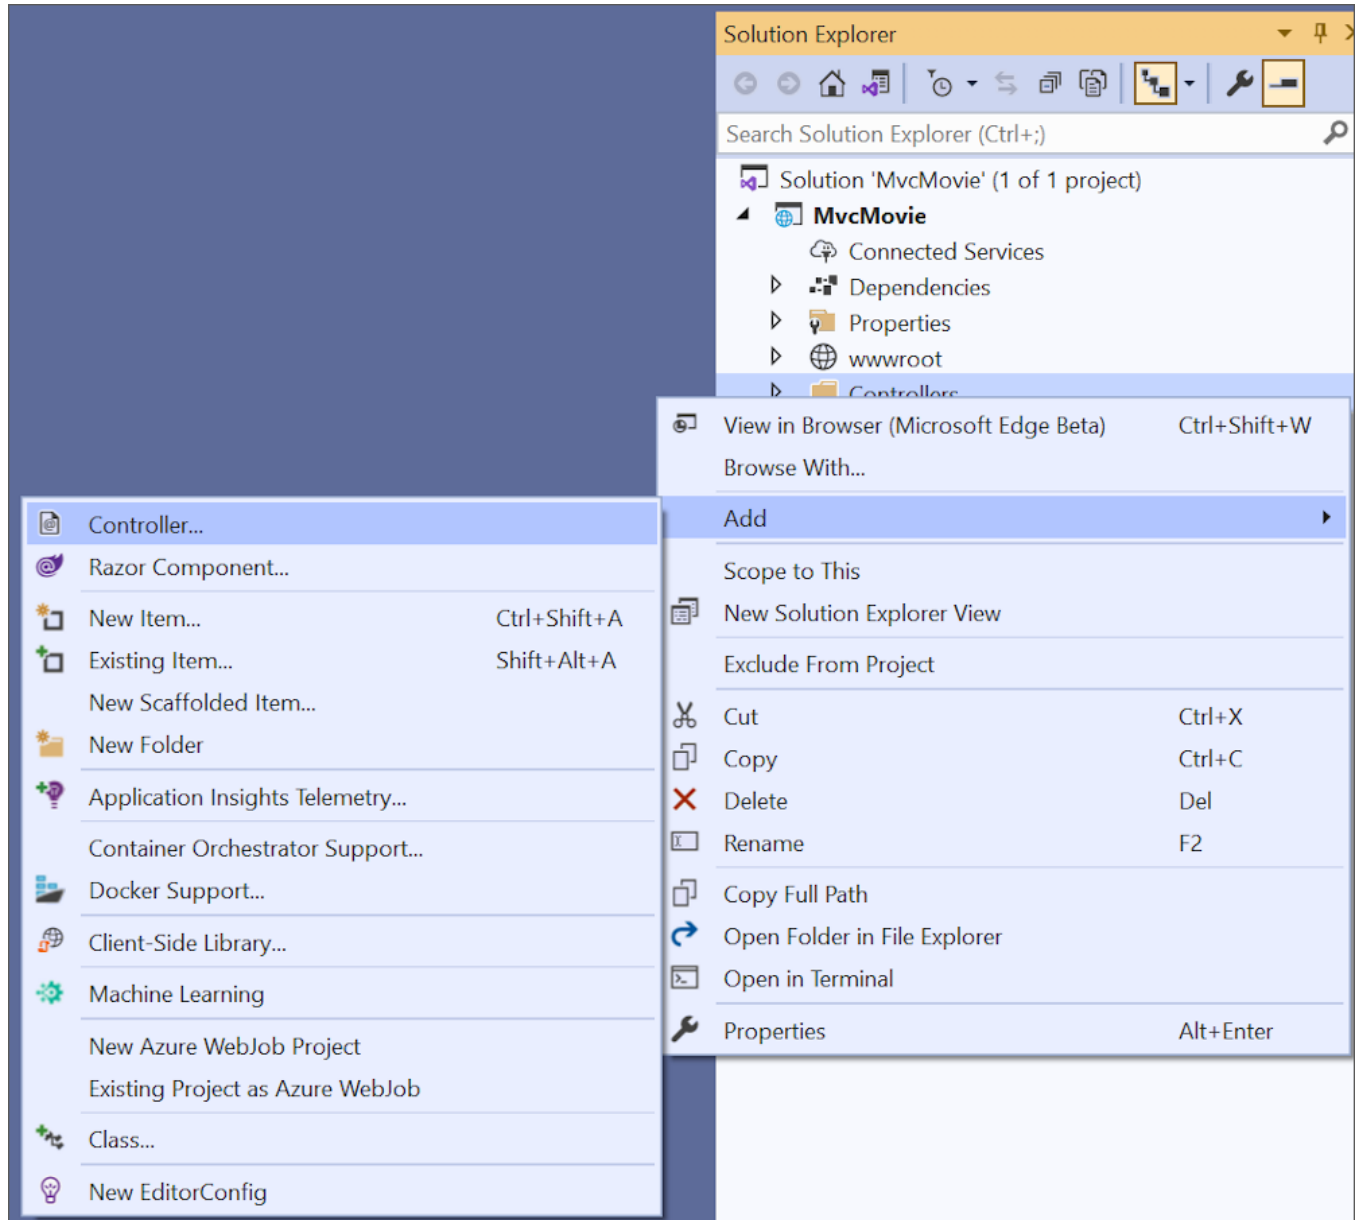 Solution Explorer
Search Solution Explorer (Ctrl+;)
Solution 'MvcMovie' (1 of 1 project)
MvcMovie
Connected Services
Dependencies
Properties
wwwroot
Controllers
View in Browser (Microsoft Edge Beta) Ctrl+Shift+W
Browse With...
Add
Scope to This
New Solution Explorer View
Exclude From Project
Cut Ctrl+X
Copy Ctrl+C
Delete Del
Rename F2
Copy Full Path
Open Folder in File Explorer
Open in Terminal
Properties Alt+Enter
Controller...
Razor Component...
New Item... Ctrl+Shift+A
Existing Item... Shift+Alt+A
New Scaffolded Item...
New Folder
Application Insights Telemetry...
Container Orchestrator Support...
Docker Support...
Client-Side Library...
Machine Learning
New Azure WebJob Project
Existing Project as Azure WebJob
Class...
New EditorConfig